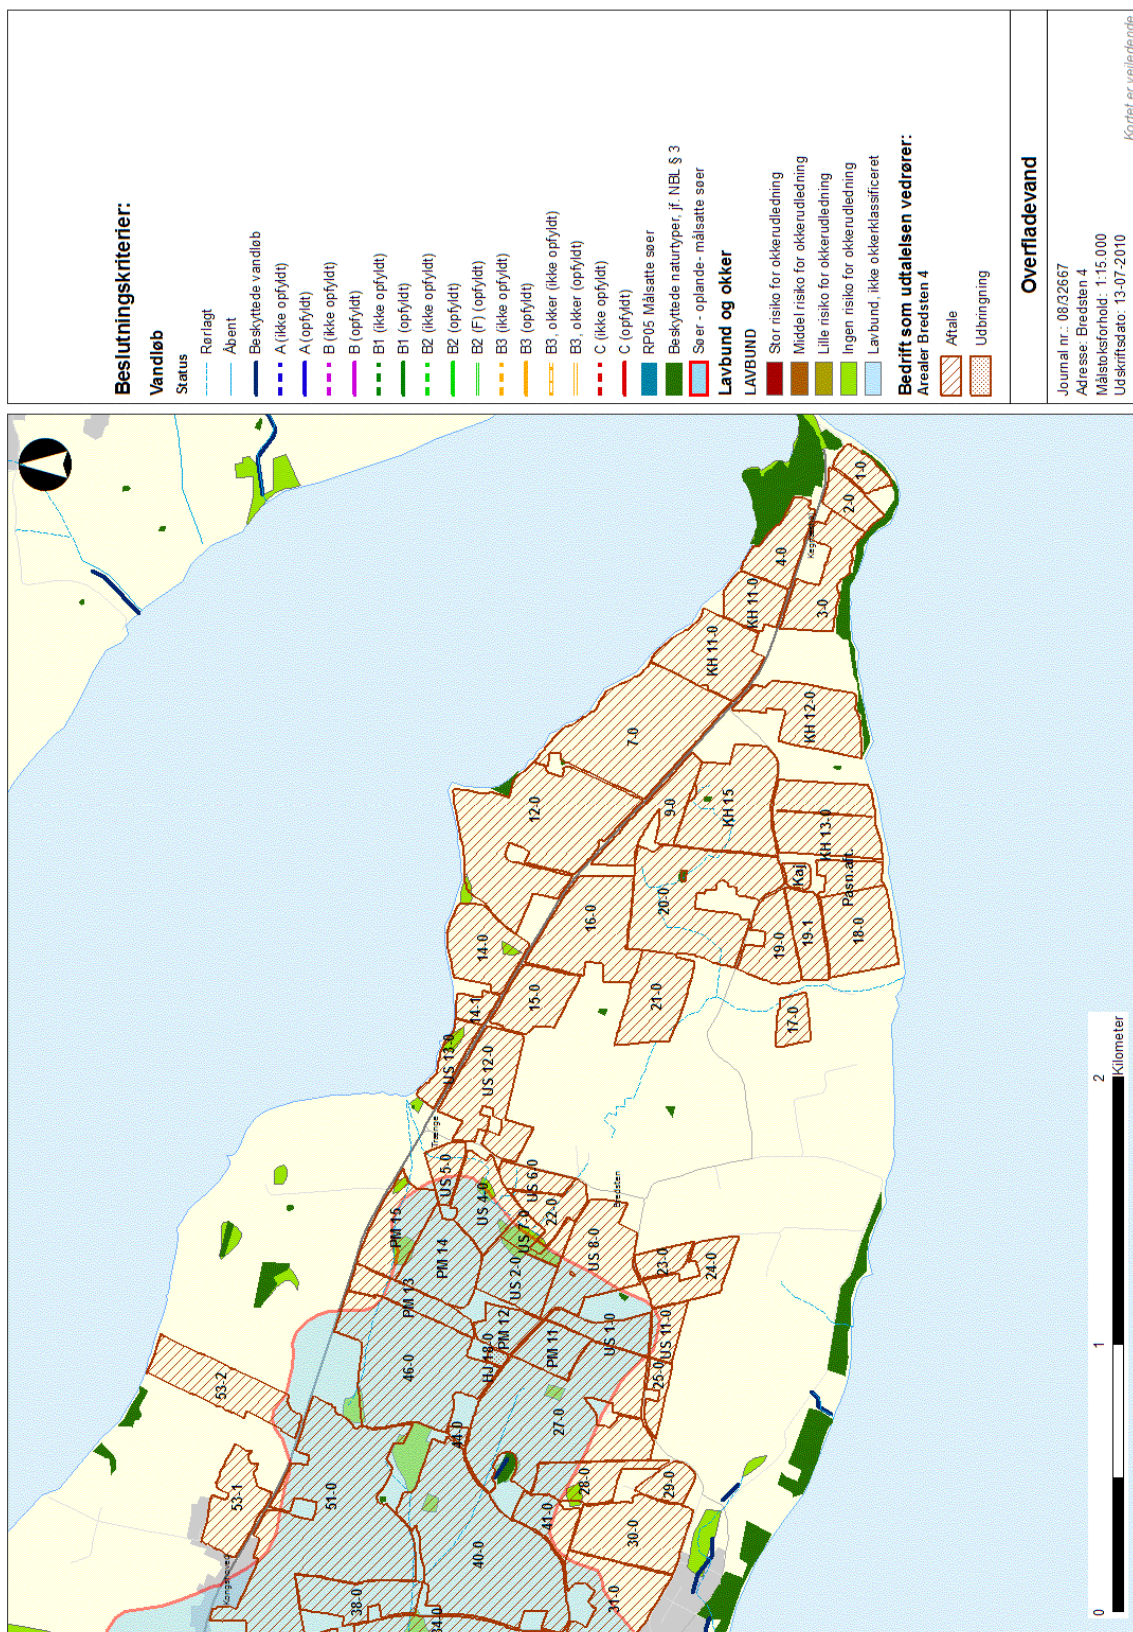 Beslutningskriterier:
Vandløb
Status
Rørlagt
Åbent
Beskyttede vandløb
A (ikke opfyldt)
A (opfyldt)
B (ikke opfyldt)
B (opfyldt)
B1 (ikke opfyldt)
B1 (opfyldt)
B2 (ikke opfyldt)
B2 (opfyldt)
B2 (F) (opfyldt)
B3 (ikke opfyldt)
B3 (opfyldt)
B3, okker (ikke opfyldt)
B3, okker (opfyldt)
C (ikke opfyldt)
C (opfyldt)
RP05 Målsatte søer
Beskyttede naturtyper, jf. NBL § 3
Søer - oplande- målsatte søer
Lavbund og okker
LAVBUND
Stor risiko for okkerudledning
Middel risiko for okkerudledning
Lille risiko for okkerudledning
Ingen risiko for okkerudledning
Lavbund, ikke okkerklassificeret
Bedrift som udtalelsen vedrører:
Arealer Bredsten 4
Aftale
Udbringning
Overfladevand
Journal nr.: 08/32667
Adresse: Bredsten 4
Målstoksforhold: 1:15.000
Udskriftsdato: 13-07-2010
Kortet er vejledende
53-2
53-1
Kongshoved
51-0
38-0
34-0
46-0
44-0
40-0
41-0
31-0
30-0
29-0
28-0
27-0
25-0
US 11-0
HJ 18-0
PM 12
PM 11
US 1-0
PM 13
PM 14
PM 15
US 2-0
US 4-0
US 5-0
US 7-0
US 6-0
22-0
US 8-0
23-0
24-0
Bredsten
Trænge
US 13-0
US 12-0
14-1
14-0
15-0
16-0
21-0
20-0
17-0
19-0
19-1
18-0
Kaj
Pasn.aft.
KH 13-0
KH 15
9-0
12-0
7-0
KH 12-0
KH 11-0
KH 11-0
4-0
3-0
2-0
1-0
0
1
2
Kilometer